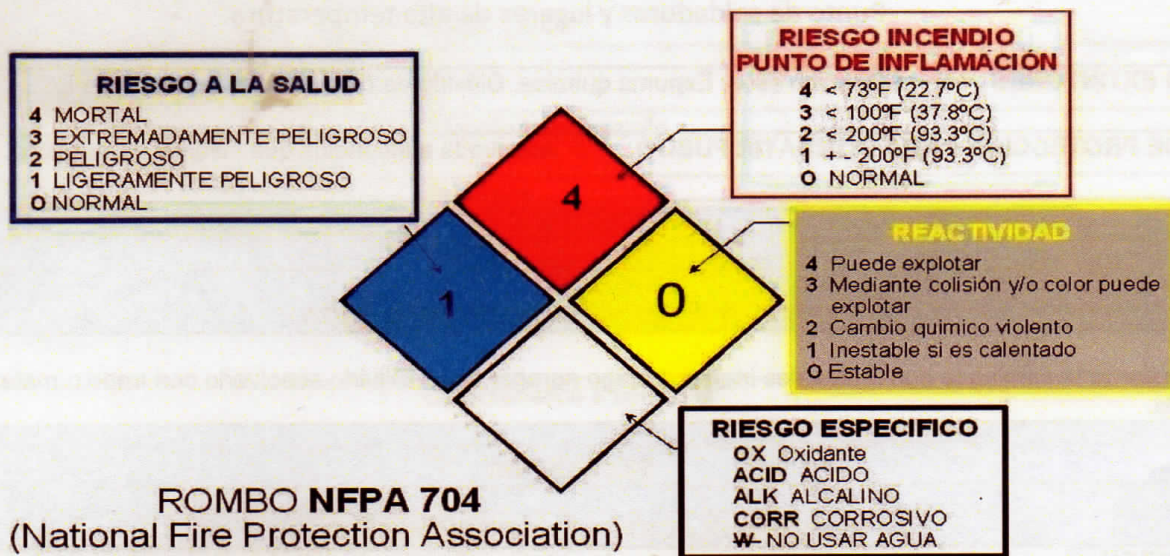 RIESGO A LA SALUD
4 MORTAL
3 EXTREMADAMENTE PELIGROSO
2 PELIGROSO
1 LIGERAMENTE PELIGROSO
0 NORMAL
RIESGO INCENDIO
PUNTO DE INFLAMACIÓN
4 < 73ºF (22.7ºC)
3 < 100ºF (37.8ºC)
2 < 200ºF (93.3ºC)
1 +- 200ºF (93.3ºC)
0 NORMAL
4
1
0
REACTIVIDAD
4 Puede explotar
3 Mediante colisión y/o color puede
explotar
2 Cambio quimico violento
1 Inestable si es calentado
0 Estable
RIESGO ESPECIFICO
OX Oxidante
ACID ACIDO
ALK ALCALINO
CORR CORROSIVO
W NO USAR AGUA
ROMBO NFPA 704
(National Fire Protection Association)